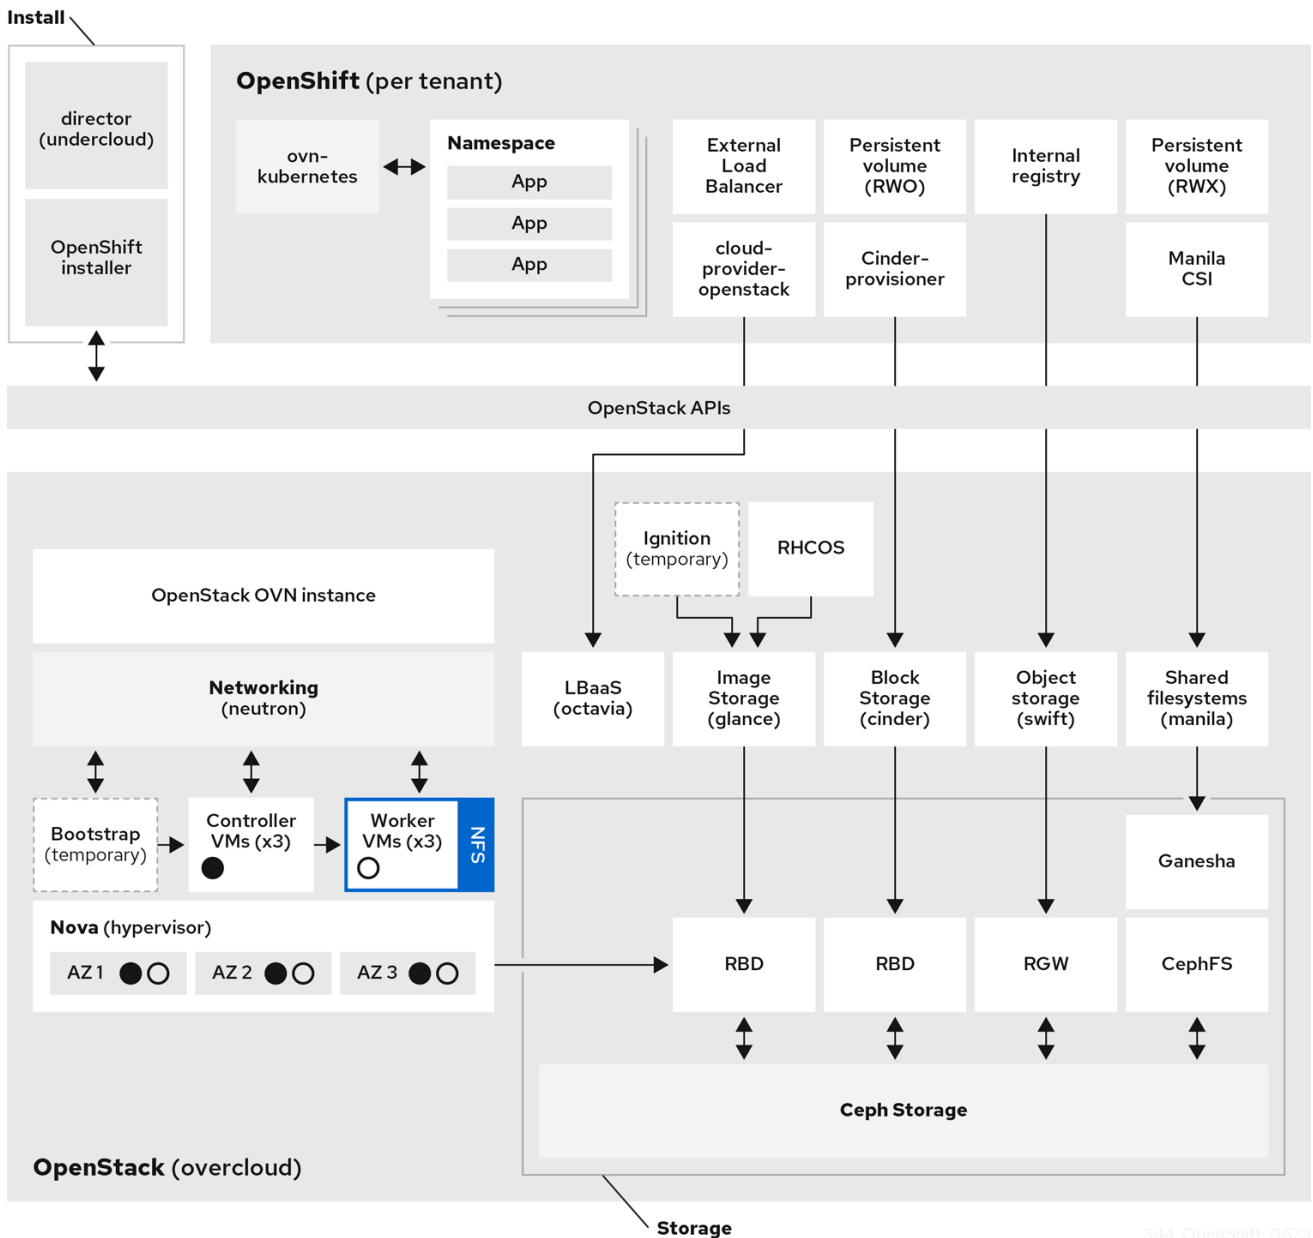 Install
director
(undercloud)
OpenShift
installer
OpenShift (per tenant)
ovn-
kubernetes
Namespace
App
App
App
External
Load
Balancer
cloud-
provider-
openstack
Persistent
volume
(RWO)
Cinder-
provisioner
Internal
registry
Persistent
volume
(RWX)
Manila
CSI
OpenStack APIs
Ignition
(temporary)
RHCOS
OpenStack OVN instance
Networking
(neutron)
LBaaS
(octavia)
Image
Storage
(glance)
Block
Storage
(cinder)
Object
storage
(swift)
Shared
filesystems
(manila)
Bootstrap
(temporary)
Controller
VMs (x3)
Worker
VMs (x3)
NFS
Nova (hypervisor)
AZ 1
AZ 2
AZ 3
Ganesha
RBD
RBD
RGW
CephFS
Ceph Storage
OpenStack (overcloud)
Storage
344_OpenShift_0623